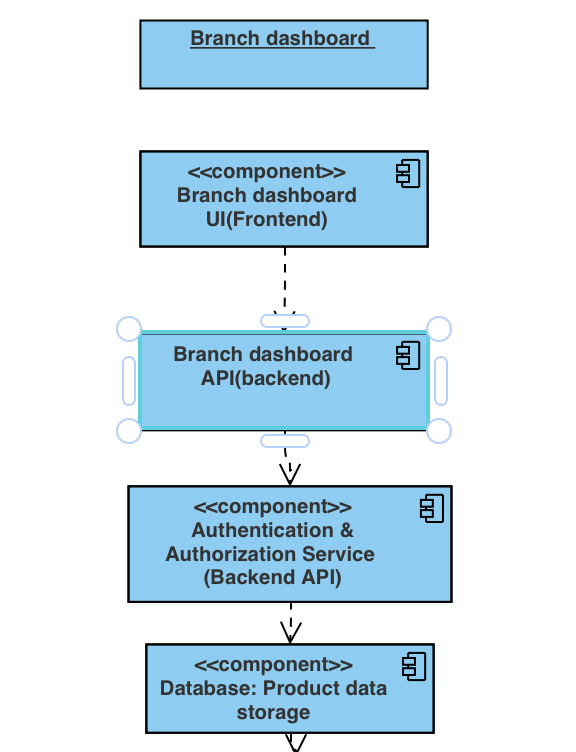 Branch dashboard
<<component>>
Branch dashboard
UI(Frontend)
Branch dashboard
API(backend)
<<component>>
Authentication &
Authorization Service
(Backend API)
<<component>>
Database: Product data
storage